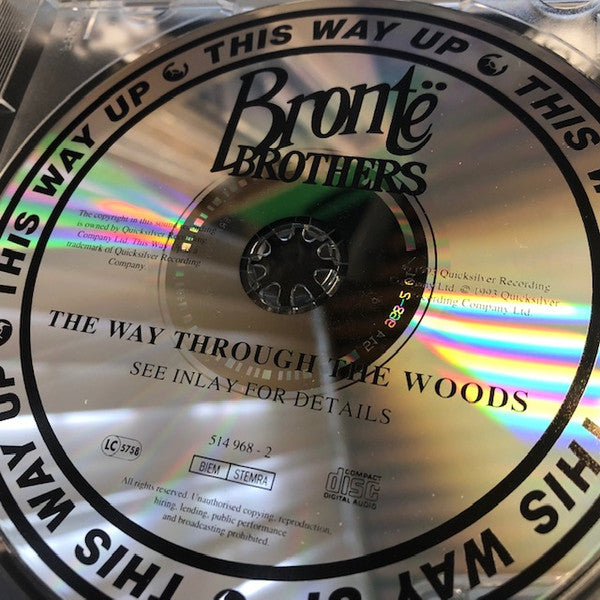 THIS WAY UP THIS WAY UP THIS WAY UP THIS WAY UP THIS WAY
Brontë
BROTHERS
The copyright in this sound
is owned by Quicksilver
Company Ltd. This Way
trademark of Quicksilver Recording
Company.
Quicksilver Recording
Ltd. © 1993 Quicksilver
Recording Company Ltd.
THE WAY THROUGH THE WOODS
SEE INLAY FOR DETAILS
LC 5758
514 968 - 2
BIEM STEMRA
COMPACT
disc
DIGITAL AUDIO
All rights reserved. Unauthorised copying, reproduction,
hiring, lending, public performance
and broadcasting prohibited.